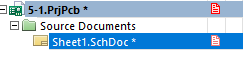 5-1.PrjPcb *
Source Documents
Sheet1.SchDoc *